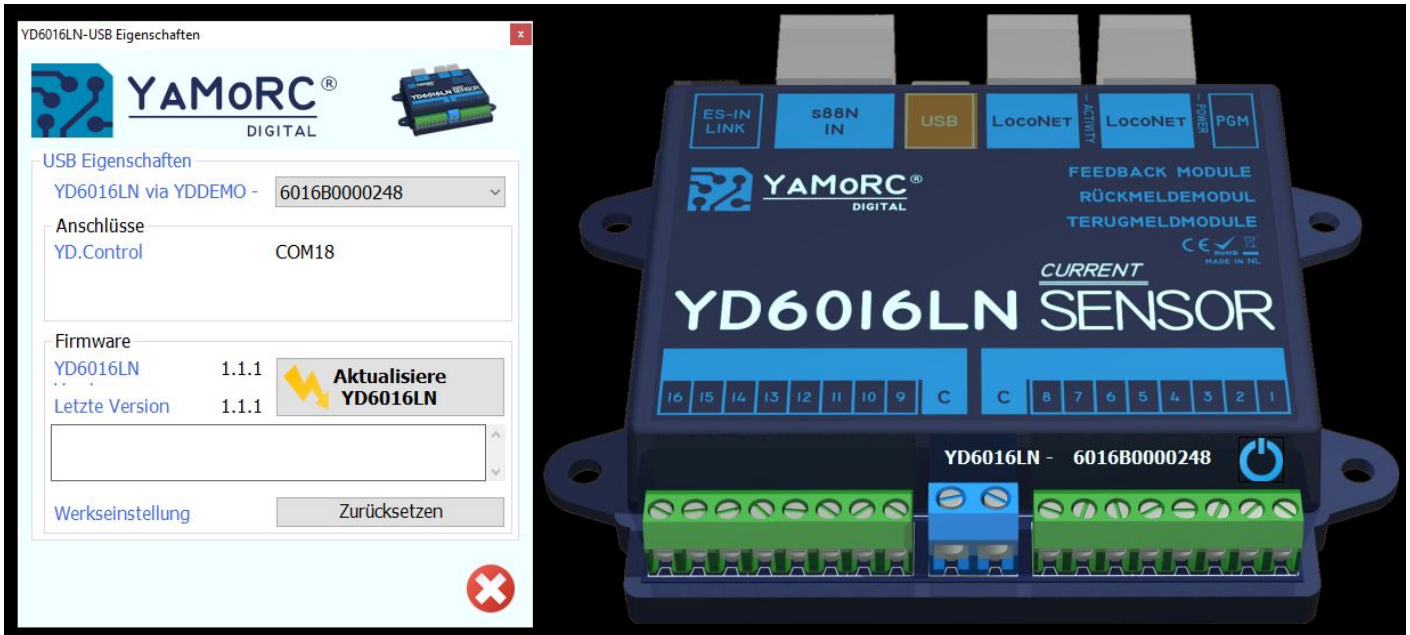 YD6016LN-USB Eigenschaften
x
YAMoRC®
DIGITAL
USB Eigenschaften
YD6016LN via YDDEMO - 6016B0000248
Anschlüsse
YD.Control COM18
Firmware
YD6016LN 1.1.1
Aktualisiere
YD6016LN
Letzte Version 1.1.1
Werkseinstellung Zurücksetzen
ES-IN
LINK
S88N
IN
USB
LocoNet
ACTIVITY
LocoNet
POWER
PGM
YAMoRC®
DIGITAL
FEEDBACK MODULE
RÜCKMELDEMODUL
TERUGMELDMODULE
CE RoHS
MADE IN NL
CURRENT
YD6016LN SENSOR
16 15 14 13 12 11 10 9 C C 8 7 6 5 4 3 2 1
YD6016LN - 6016B0000248